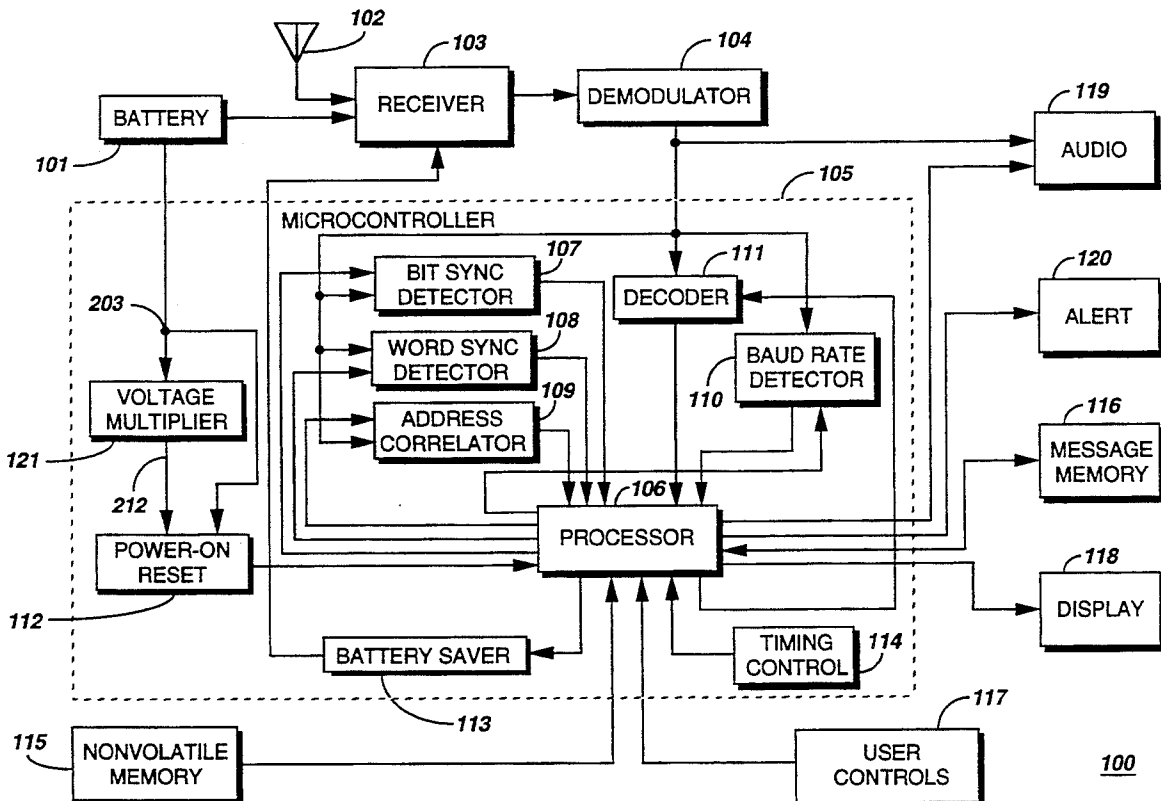 102
103
104
RECEIVER
DEMODULATOR
119
AUDIO
BATTERY
101
105
MICROCONTROLLER
107
BIT SYNC
DETECTOR
111
DECODER
120
ALERT
203
108
WORD SYNC
DETECTOR
BAUD RATE
DETECTOR
110
VOLTAGE
MULTIPLIER
121
109
ADDRESS
CORRELATOR
116
MESSAGE
MEMORY
212
106
PROCESSOR
POWER-ON
RESET
112
118
DISPLAY
BATTERY SAVER
113
TIMING
CONTROL
114
115
NONVOLATILE
MEMORY
117
USER
CONTROLS
100